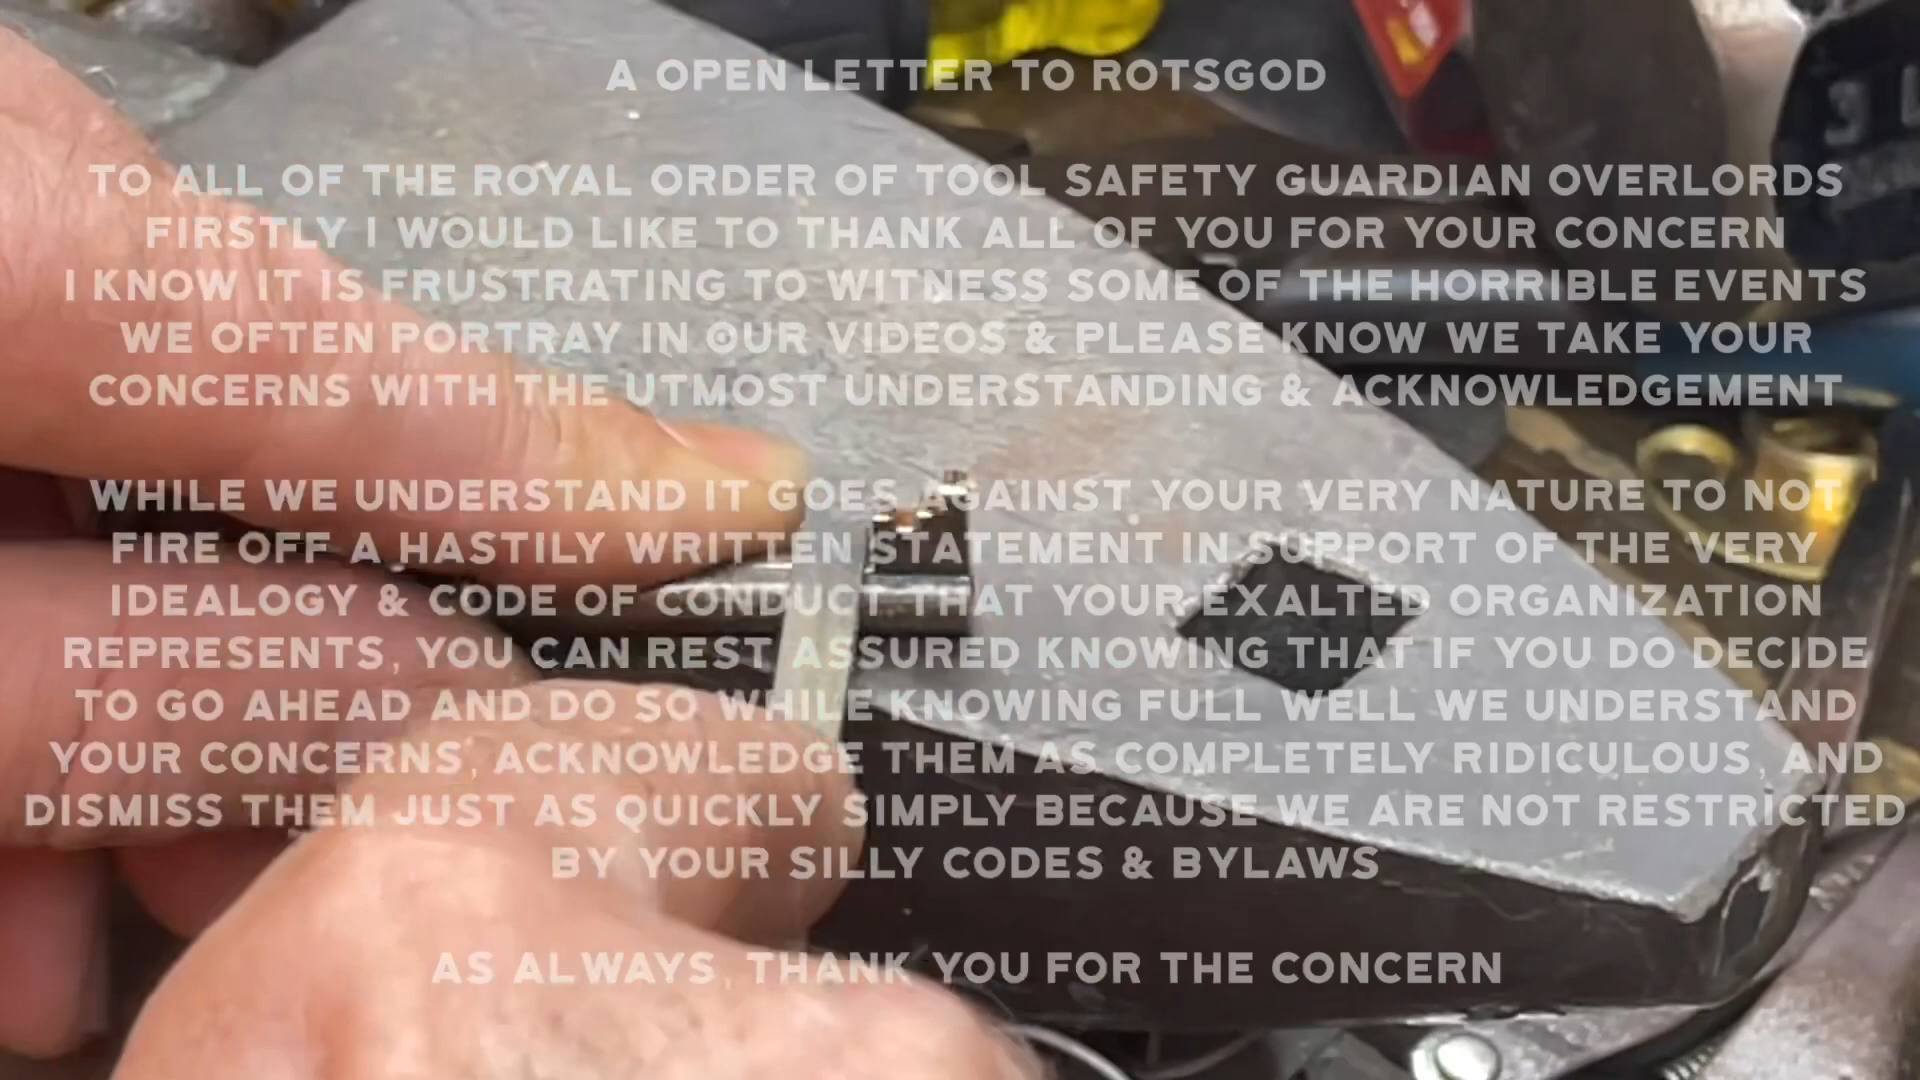 A OPEN LETTER TO ROTSGOD
TO ALL OF THE ROYAL ORDER OF TOOL SAFETY GUARDIAN OVERLORDS
FIRSTLY I WOULD LIKE TO THANK ALL OF YOU FOR YOUR CONCERN
I KNOW IT IS FRUSTRATING TO WITNESS SOME OF THE HORRIBLE EVENTS
WE OFTEN PORTRAY IN OUR VIDEOS & PLEASE KNOW WE TAKE YOUR
CONCERNS WITH THE UTMOST UNDERSTANDING & ACKNOWLEDGEMENT
WHILE WE UNDERSTAND IT GOES AGAINST YOUR VERY NATURE TO NOT
FIRE OFF A HASTILY WRITTEN STATEMENT IN SUPPORT OF THE VERY
IDEALOGY & CODE OF CONDUCT THAT YOUR EXALTED ORGANIZATION
REPRESENTS, YOU CAN REST ASSURED KNOWING THAT IF YOU DO DECIDE
TO GO AHEAD AND DO SO WHILE KNOWING FULL WELL WE UNDERSTAND
YOUR CONCERNS, ACKNOWLEDGE THEM AS COMPLETELY RIDICULOUS, AND
DISMISS THEM JUST AS QUICKLY SIMPLY BECAUSE WE ARE NOT RESTRICTED
BY YOUR SILLY CODES & BYLAWS
AS ALWAYS, THANK YOU FOR THE CONCERN